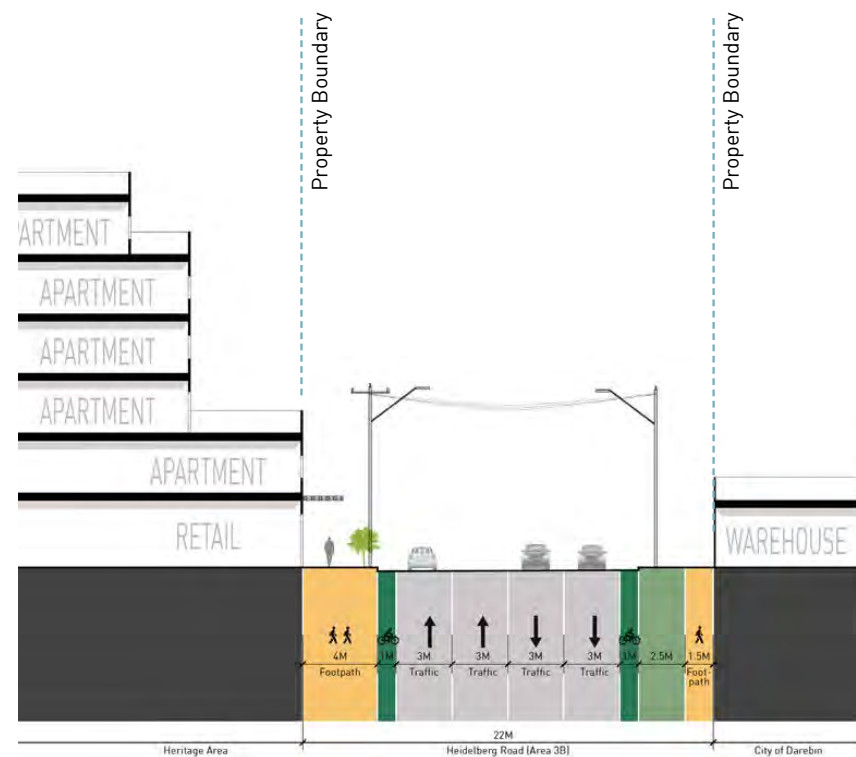 Property Boundary
Property Boundary
PARTMENT
APARTMENT
APARTMENT
APARTMENT
APARTMENT
RETAIL
WAREHOUSE
4M 1M 3M 3M 3M 3M 1M 2.5M 1.5M
Footpath Traffic Traffic Traffic Traffic Foot-
path
22M
Heritage Area Heidelberg Road (Area 3B) City of Darebin